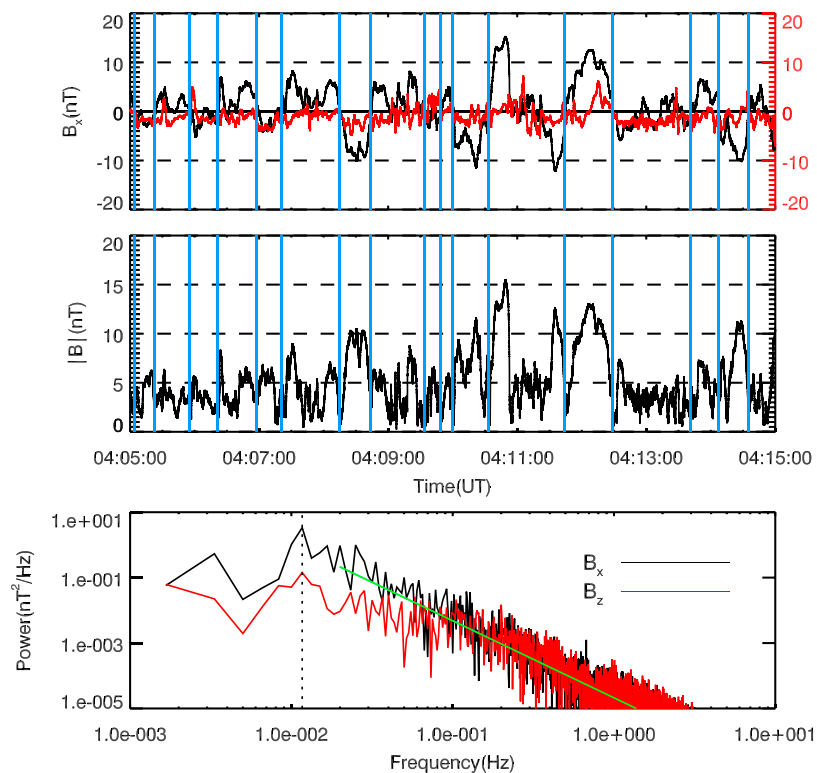 20 20
10 10
0 0
-10 -10
-20 -20
Bx(nT)
20
15
10
5
0
|B|(nT)
04:05:00 04:07:00 04:09:00 04:11:00 04:13:00 04:15:00
Time(UT)
1.e+001
1.e-001
1.e-003
1.e-005
Power(nT²/Hz)
Bx
Bz
1.0e-003 1.0e-002 1.0e-001 1.0e+000 1.0e+001
Frequency(Hz)